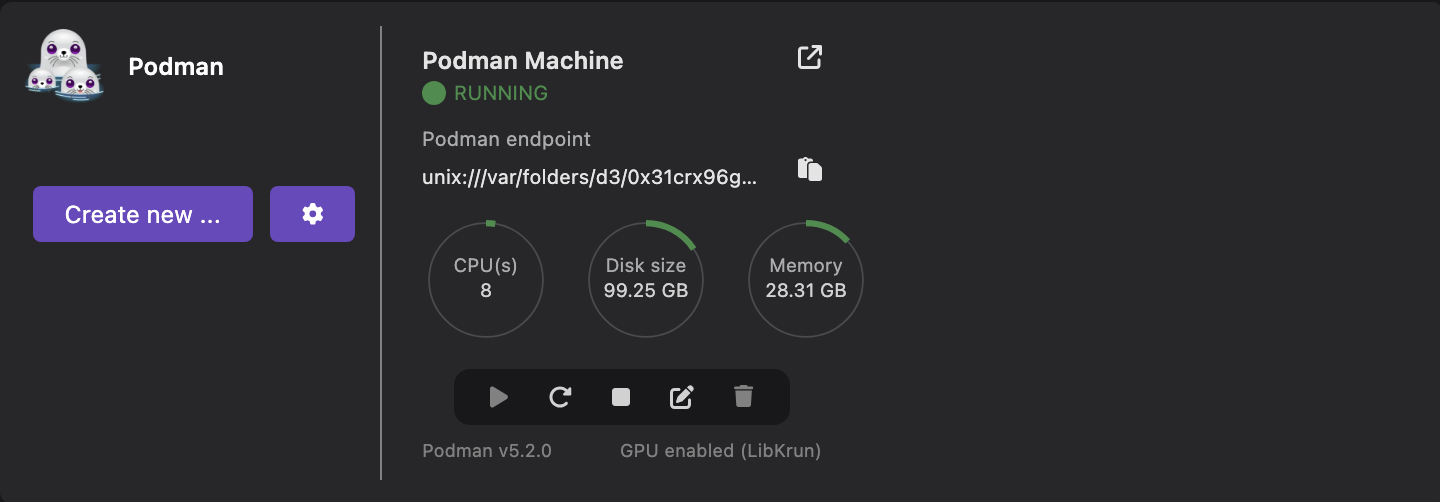 Podman
Create new ...
Podman Machine
RUNNING
Podman endpoint
unix:///var/folders/d3/0x31crx96g...
CPU(s)
8
Disk size
99.25 GB
Memory
28.31 GB
Podman v5.2.0
GPU enabled (LibKrun)